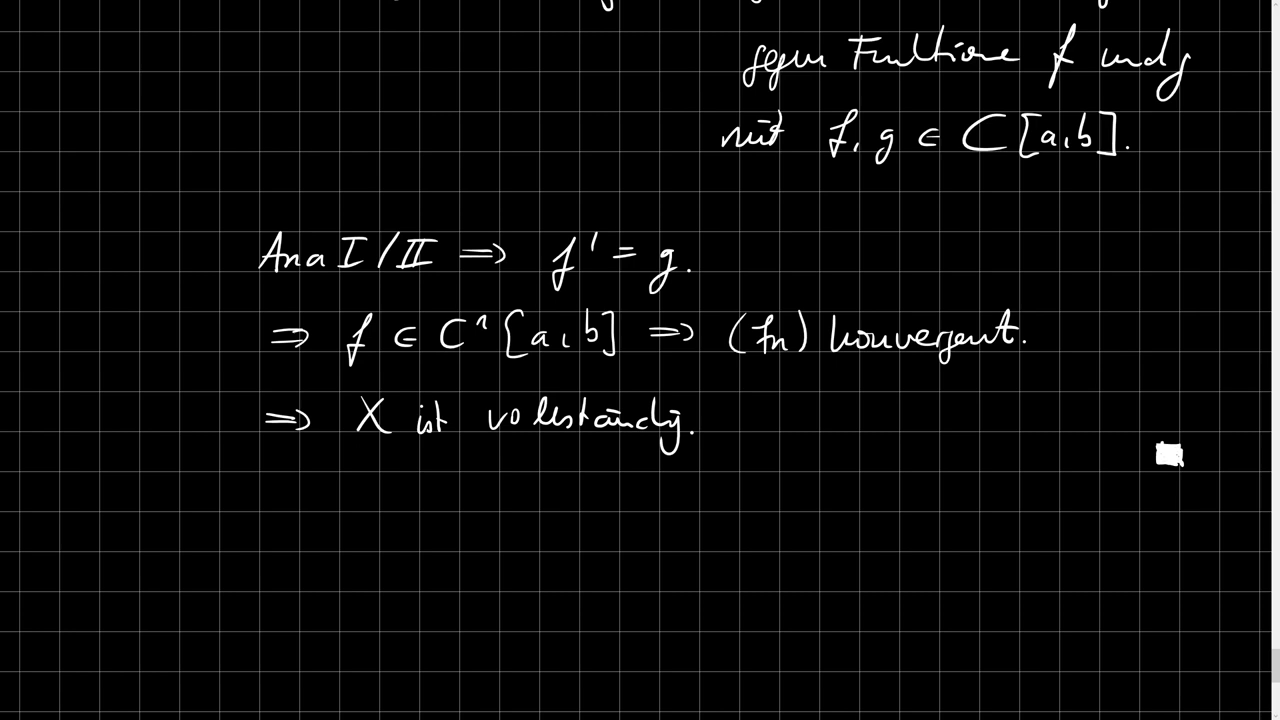 gegen Funktionen f und g
mit f, g ∈ C[a,b].
Ana I/II ⟹ f' = g.
⟹ f ∈ C¹[a,b] ⟹ (fn) konvergent.
⟹ X ist vollständig.